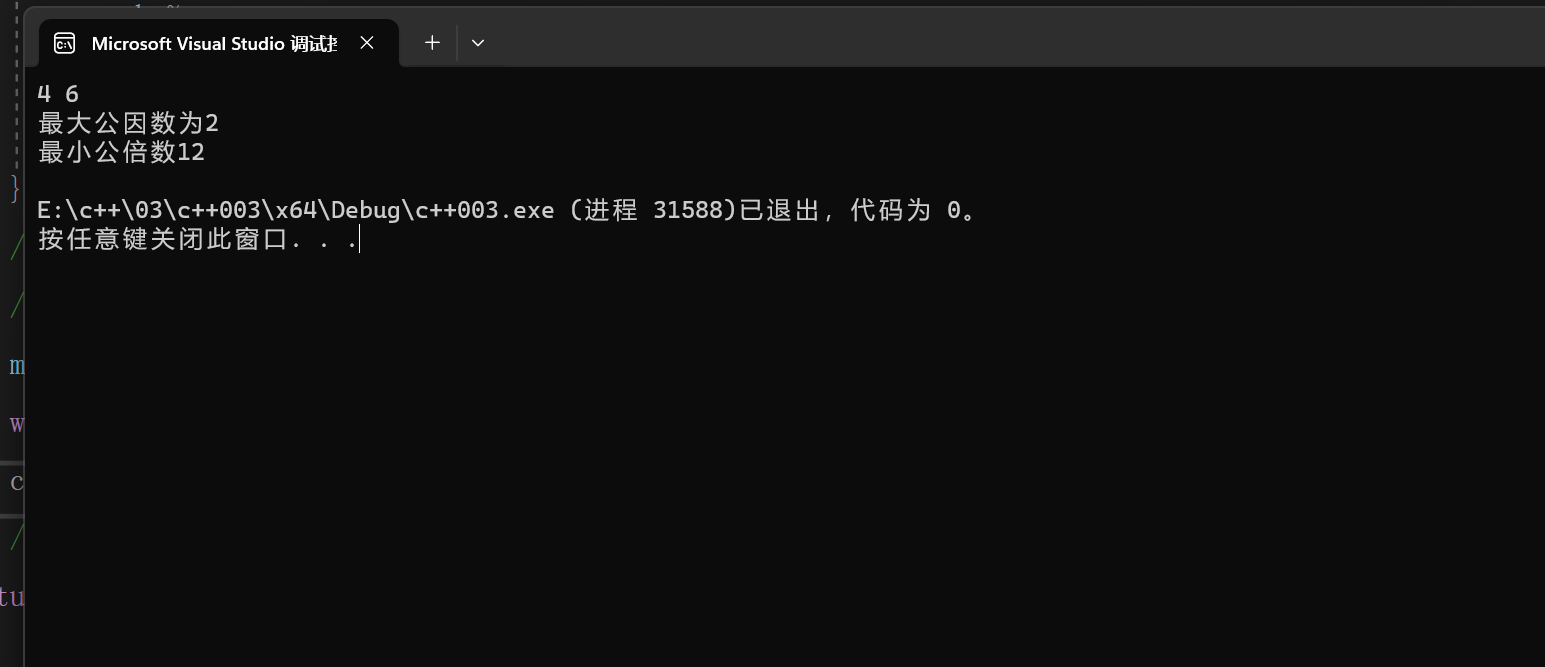 Microsoft Visual Studio 调试
4 6
最大公因数为2
最小公倍数12
E:\c++\03\c++003\x64\Debug\c++003.exe (进程 31588)已退出，代码为 0。
按任意键关闭此窗口. . .
}
/
/
m
w
c
/
tu